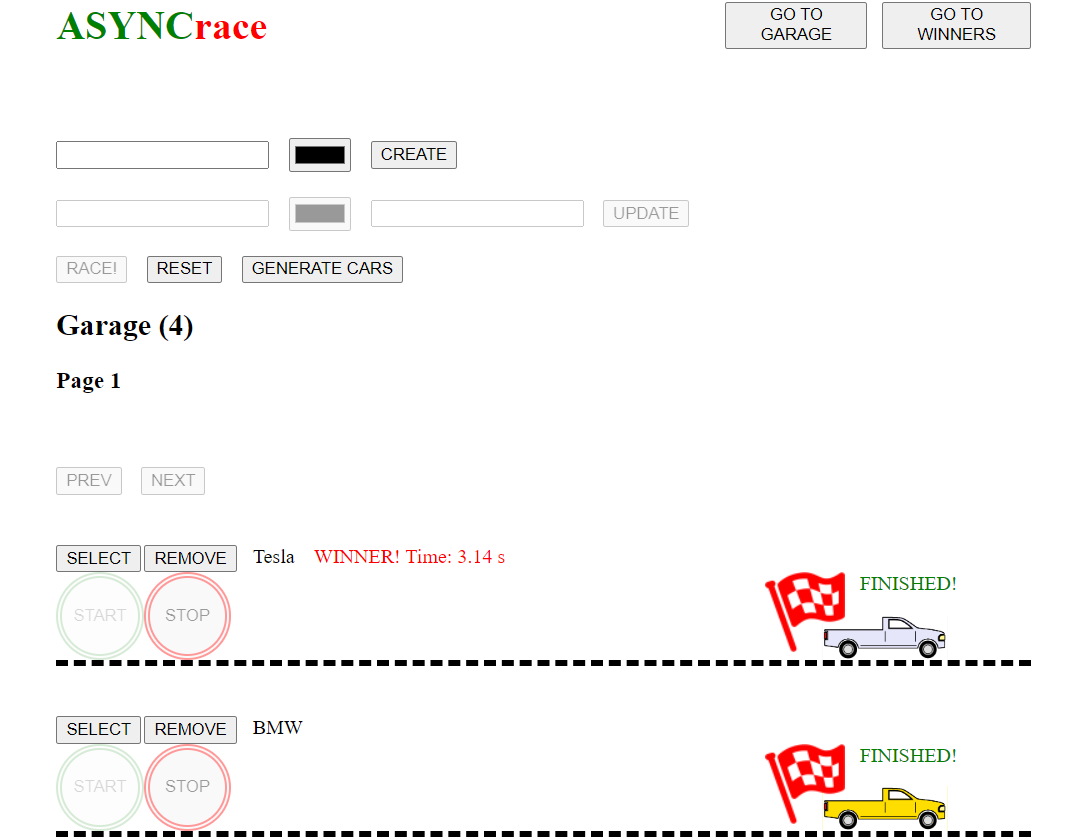 ASYNCrace
GO TO GARAGE
GO TO WINNERS
CREATE
UPDATE
RACE!
RESET
GENERATE CARS
Garage (4)
Page 1
PREV
NEXT
SELECT REMOVE Tesla WINNER! Time: 3.14 s
START STOP
FINISHED!
SELECT REMOVE BMW
START STOP
FINISHED!